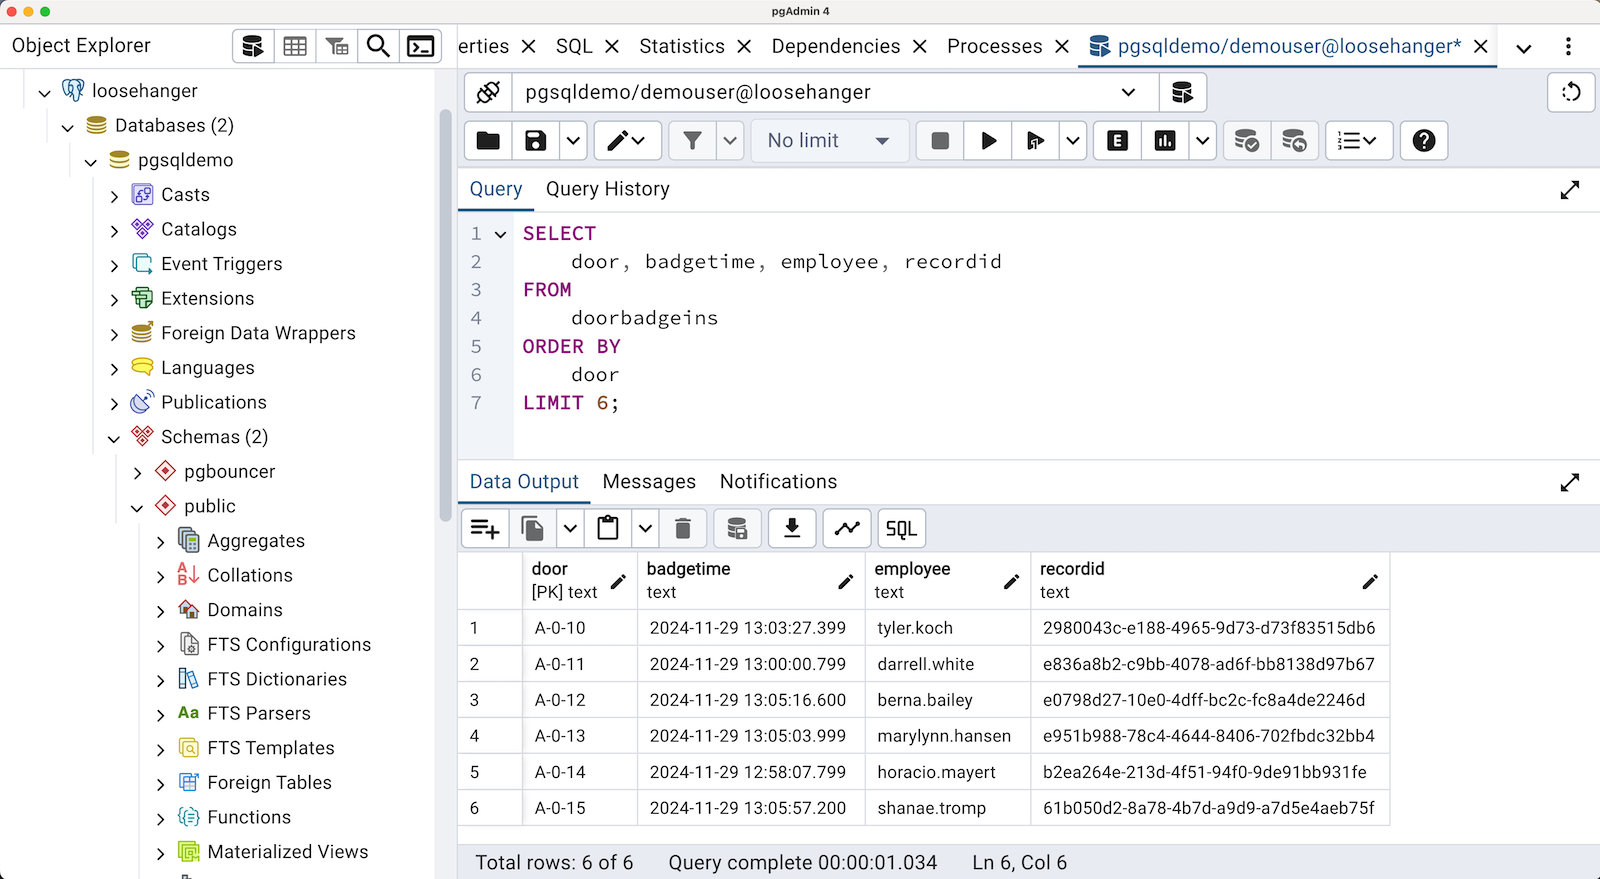 pgAdmin 4
Object Explorer
erties
SQL
Statistics
Dependencies
Processes
pgsqldemo/demouser@loosehanger*
loosehanger
Databases (2)
pgsqldemo
Casts
Catalogs
Event Triggers
Extensions
Foreign Data Wrappers
Languages
Publications
Schemas (2)
pgbouncer
public
Aggregates
Collations
Domains
FTS Configurations
FTS Dictionaries
Aa FTS Parsers
FTS Templates
Foreign Tables
Functions
Materialized Views
pgsqldemo/demouser@loosehanger
No limit
E
Query Query History
1 SELECT
2 door, badgetime, employee, recordid
3 FROM
4 doorbadgeins
5 ORDER BY
6 door
7 LIMIT 6;
Data Output Messages Notifications
SQL
door badgetime employee recordid
[PK] text text text text
1 A-0-10 2024-11-29 13:03:27.399 tyler.koch 2980043c-e188-4965-9d73-d73f83515db6
2 A-0-11 2024-11-29 13:00:00.799 darrell.white e836a8b2-c9bb-4078-ad6f-bb8138d97b67
3 A-0-12 2024-11-29 13:05:16.600 berna.bailey e0798d27-10e0-4dff-bc2c-fc8a4de2246d
4 A-0-13 2024-11-29 13:05:03.999 marylynn.hansen e951b988-78c4-4644-8406-702fbdc32bb4
5 A-0-14 2024-11-29 12:58:07.799 horacio.mayert b2ea264e-213d-4f51-94f0-9de91bb931fe
6 A-0-15 2024-11-29 13:05:57.200 shanae.tromp 61b050d2-8a78-4b7d-a9d9-a7d5e4aeb75f
Total rows: 6 of 6 Query complete 00:00:01.034 Ln 6, Col 6